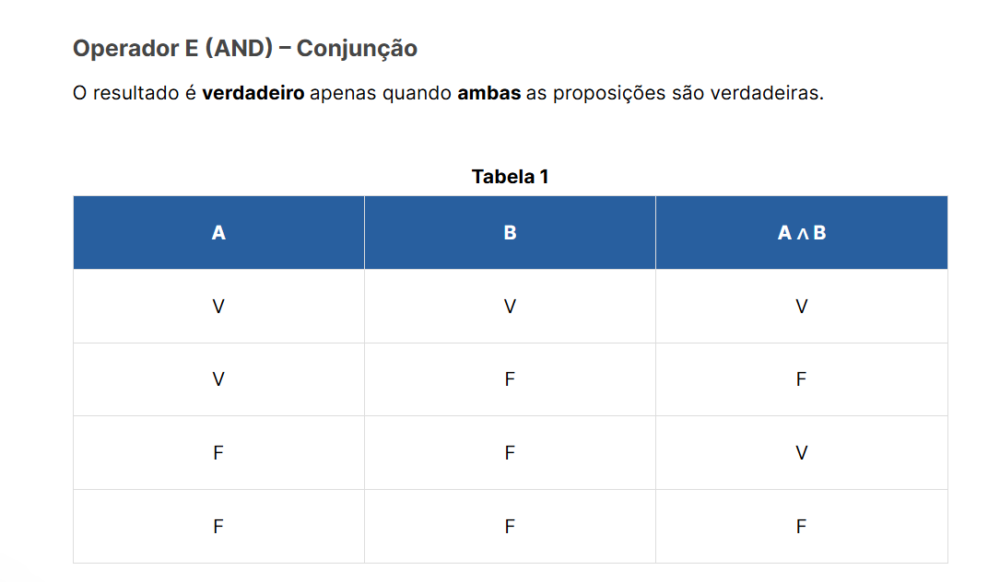 Operador E (AND) – Conjunção
O resultado é verdadeiro apenas quando ambas as proposições são verdadeiras.
Tabela 1
A B A ∧ B
V V V
V F F
F F V
F F F